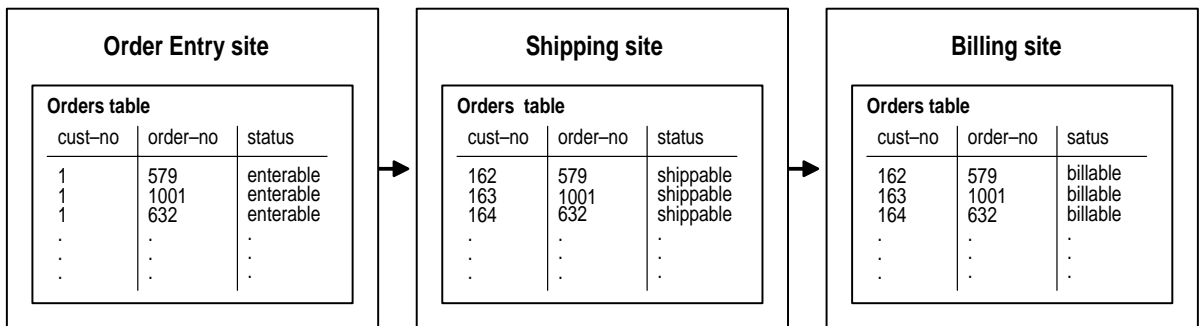 Order Entry site
Orders table
cust–no order–no status
1 579 enterable
1 1001 enterable
1 632 enterable
. . .
. . .
. . .
Shipping site
Orders table
cust–no order–no status
162 579 shippable
163 1001 shippable
164 632 shippable
. . .
. . .
. . .
Billing site
Orders table
cust–no order–no satus
162 579 billable
163 1001 billable
164 632 billable
. . .
. . .
. . .